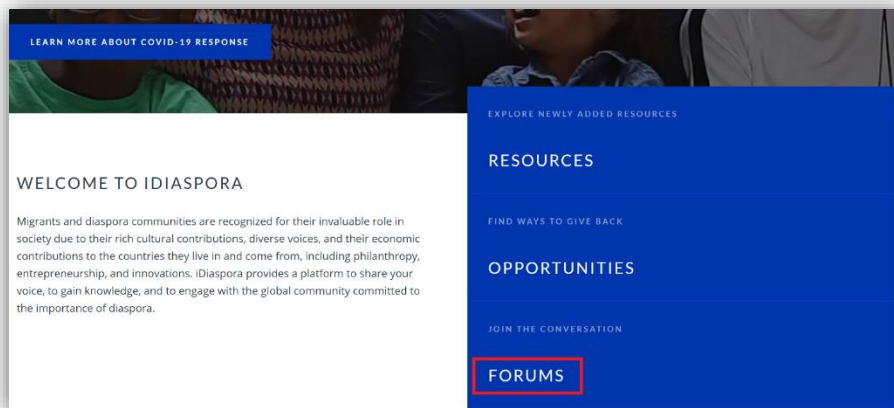 LEARN MORE ABOUT COVID-19 RESPONSE
WELCOME TO IDIASPORA
Migrants and diaspora communities are recognized for their invaluable role in
society due to their rich cultural contributions, diverse voices, and their economic
contributions to the countries they live in and come from, including philanthropy,
entrepreneurship, and innovations. iDiaspora provides a platform to share your
voice, to gain knowledge, and to engage with the global community committed to
the importance of diaspora.
EXPLORE NEWLY ADDED RESOURCES
RESOURCES
FIND WAYS TO GIVE BACK
OPPORTUNITIES
JOIN THE CONVERSATION
FORUMS